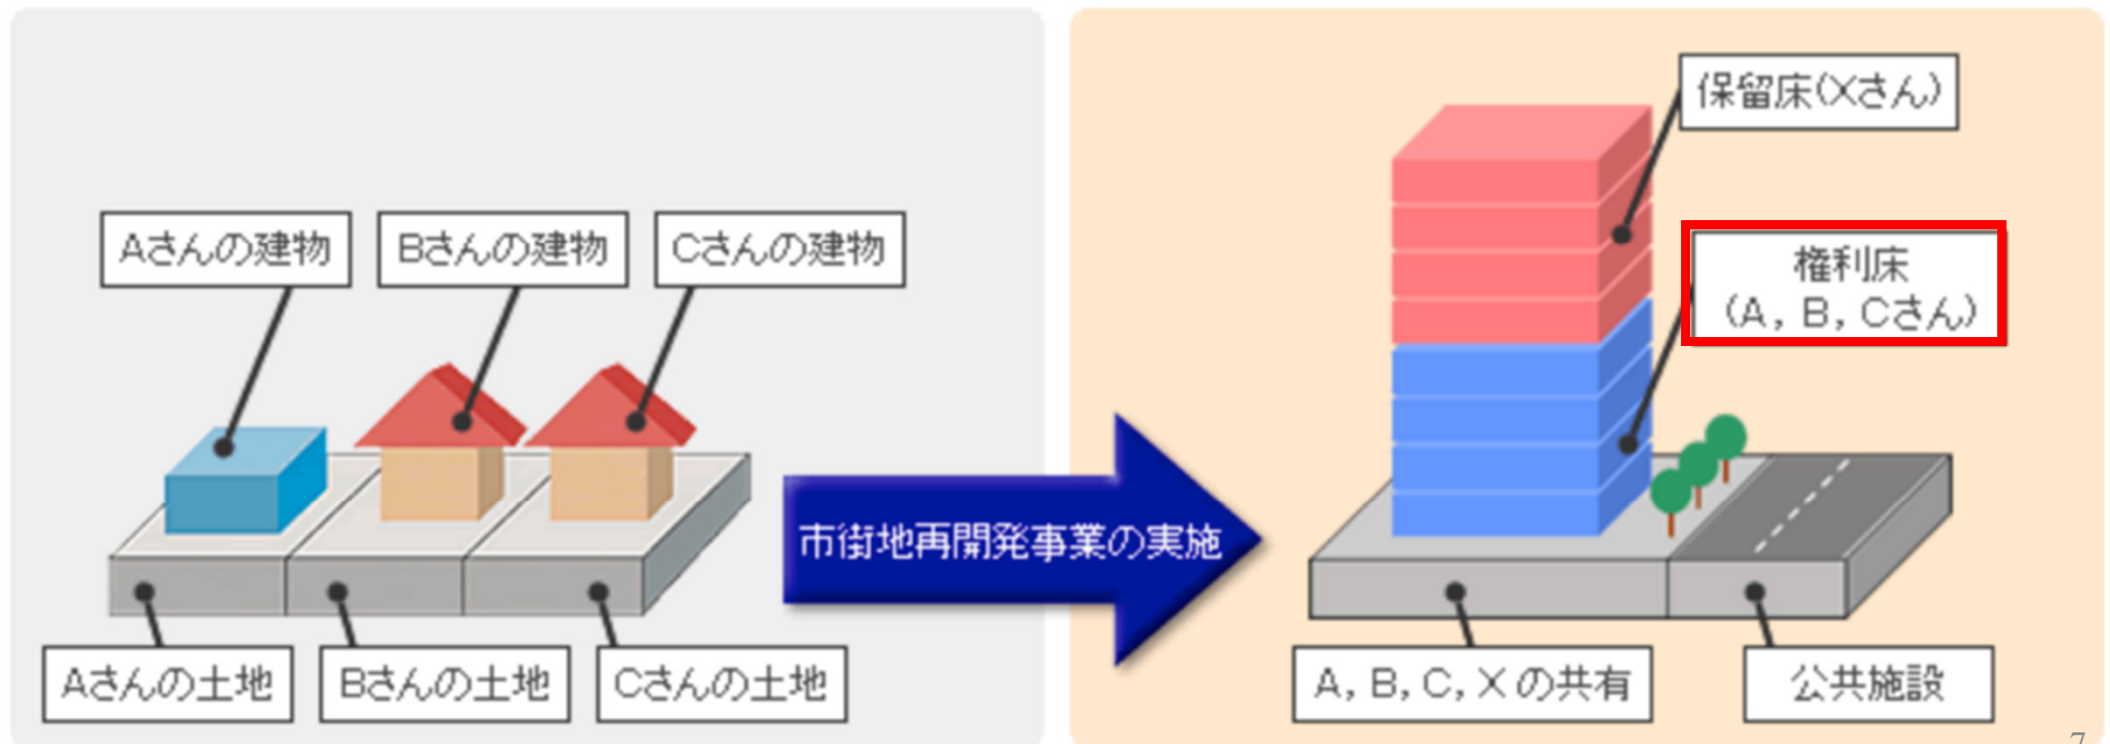 Aさんの建物
Bさんの建物
Cさんの建物
Aさんの土地
Bさんの土地
Cさんの土地
市街地再開発事業の実施
保留床(Xさん)
権利床
(A, B, Cさん)
A, B, C, X の共有
公共施設
7